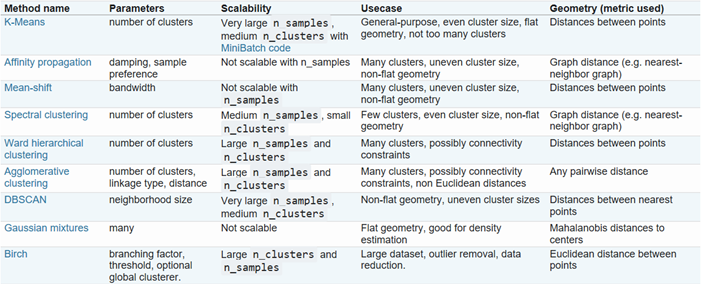 Method name Parameters Scalability Usecase Geometry (metric used)
K-Means number of clusters Very large n_samples, General-purpose, even cluster size, flat Distances between points
medium n_clusters with geometry, not too many clusters
MiniBatch code
Affinity propagation damping, sample Not scalable with n_samples Many clusters, uneven cluster size, Graph distance (e.g. nearest-
preference non-flat geometry neighbor graph)
Mean-shift bandwidth Not scalable with Many clusters, uneven cluster size, Distances between points
n_samples non-flat geometry
Spectral clustering number of clusters Medium n_samples, small Few clusters, even cluster size, non-flat Graph distance (e.g. nearest-
n_clusters geometry neighbor graph)
Ward hierarchical number of clusters Large n_samples and Many clusters, possibly connectivity Distances between points
clustering n_clusters constraints
Agglomerative number of clusters, Large n_samples and Many clusters, possibly connectivity Any pairwise distance
clustering linkage type, distance n_clusters constraints, non Euclidean distances
DBSCAN neighborhood size Very large n_samples, Non-flat geometry, uneven cluster sizes Distances between nearest
medium n_clusters points
Gaussian mixtures many Not scalable Flat geometry, good for density Mahalanobis distances to
estimation centers
Birch branching factor, Large n_clusters and Large dataset, outlier removal, data Euclidean distance between
threshold, optional n_samples reduction. points
global clusterer.